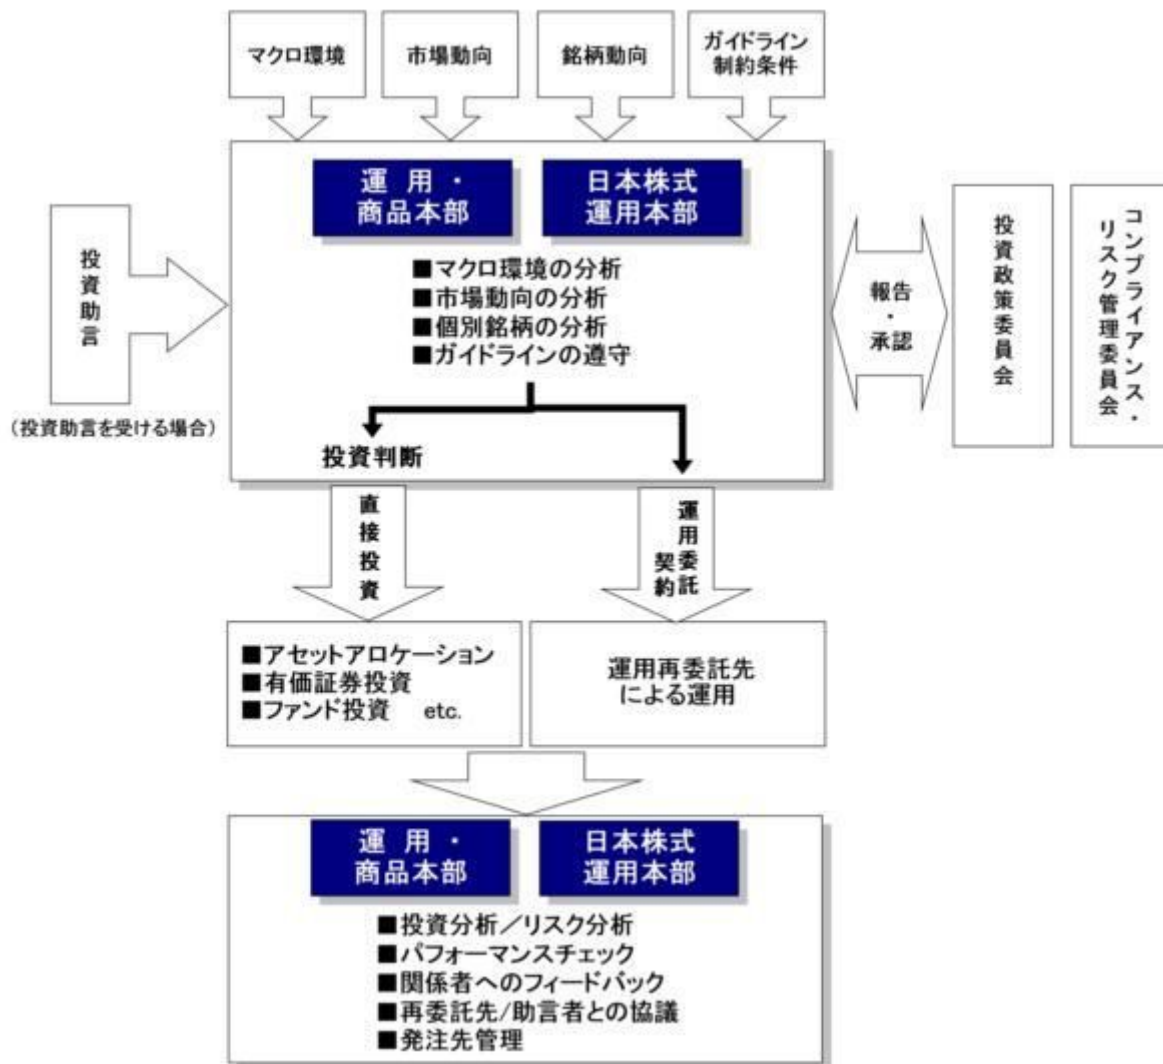 マクロ環境
市場動向
銘柄動向
ガイドライン
制約条件
運用・
商品本部
日本株式
運用本部
■マクロ環境の分析
■市場動向の分析
■個別銘柄の分析
■ガイドラインの遵守
投資助言
(投資助言を受ける場合)
報告
・
承認
投資政策委員会
コンプライアンス・
リスク管理委員会
投資判断
直接投資
運用委託
契約
■アセットアロケーション
■有価証券投資
■ファンド投資 etc.
運用再委託先
による運用
運用・
商品本部
日本株式
運用本部
■投資分析/リスク分析
■パフォーマンスチェック
■関係者へのフィードバック
■再委託先/助言者との協議
■発注先管理